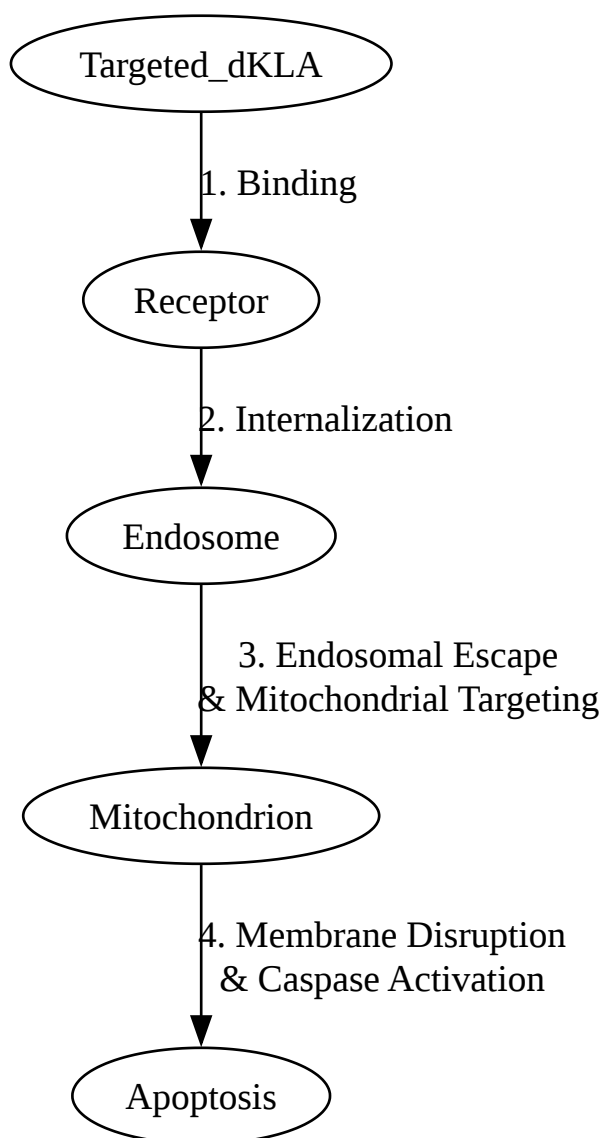 Targeted_dKLA
1. Binding
Receptor
2. Internalization
Endosome
3. Endosomal Escape
& Mitochondrial Targeting
Mitochondrion
4. Membrane Disruption
& Caspase Activation
Apoptosis